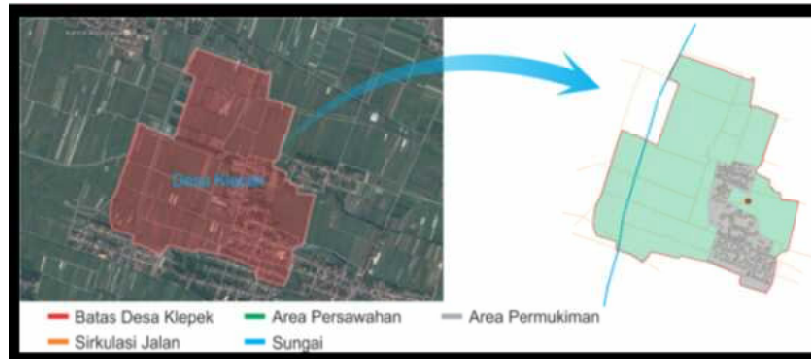 Desa Klepek
Batas Desa Klepek
Area Persawahan
Area Permukiman
Sirkulasi Jalan
Sungai